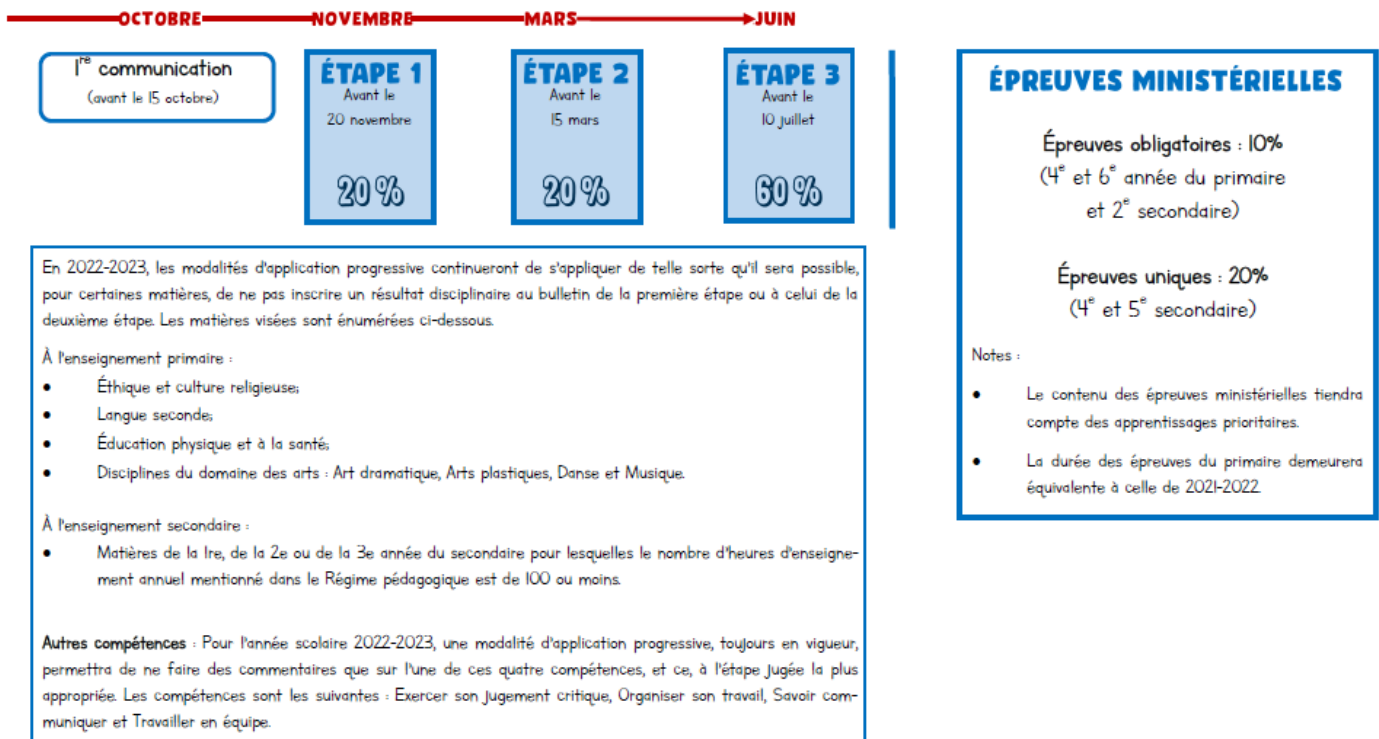 OCTOBRE NOVEMBRE MARS JUIN
1re communication
(avant le 15 octobre)
ÉTAPE 1
Avant le
20 novembre
20 %
ÉTAPE 2
Avant le
15 mars
20 %
ÉTAPE 3
Avant le
10 juillet
60 %
En 2022-2023, les modalités d'application progressive continueront de s'appliquer de telle sorte qu'il sera possible,
pour certaines matières, de ne pas inscrire un résultat disciplinaire au bulletin de la première étape ou à celui de la
deuxième étape. Les matières visées sont énumérées ci-dessous.
À l'enseignement primaire :
• Éthique et culture religieuse;
• Langue seconde;
• Éducation physique et à la santé;
• Disciplines du domaine des arts : Art dramatique, Arts plastiques, Danse et Musique.
À l'enseignement secondaire :
• Matières de la 1re, de la 2e ou de la 3e année du secondaire pour lesquelles le nombre d'heures d'enseigne-
ment annuel mentionné dans le Régime pédagogique est de 100 ou moins.
Autres compétences : Pour l'année scolaire 2022-2023, une modalité d'application progressive, toujours en vigueur,
permettra de ne faire des commentaires que sur l'une de ces quatre compétences, et ce, à l'étape jugée la plus
appropriée. Les compétences sont les suivantes : Exercer son jugement critique, Organiser son travail, Savoir com-
muniquer et Travailler en équipe.
ÉPREUVES MINISTÉRIELLES
Épreuves obligatoires : 10%
(4e et 6e année du primaire
et 2e secondaire)
Épreuves uniques : 20%
(4e et 5e secondaire)
Notes :
• Le contenu des épreuves ministérielles tiendra
compte des apprentissages prioritaires.
• La durée des épreuves du primaire demeurera
équivalente à celle de 2021-2022.